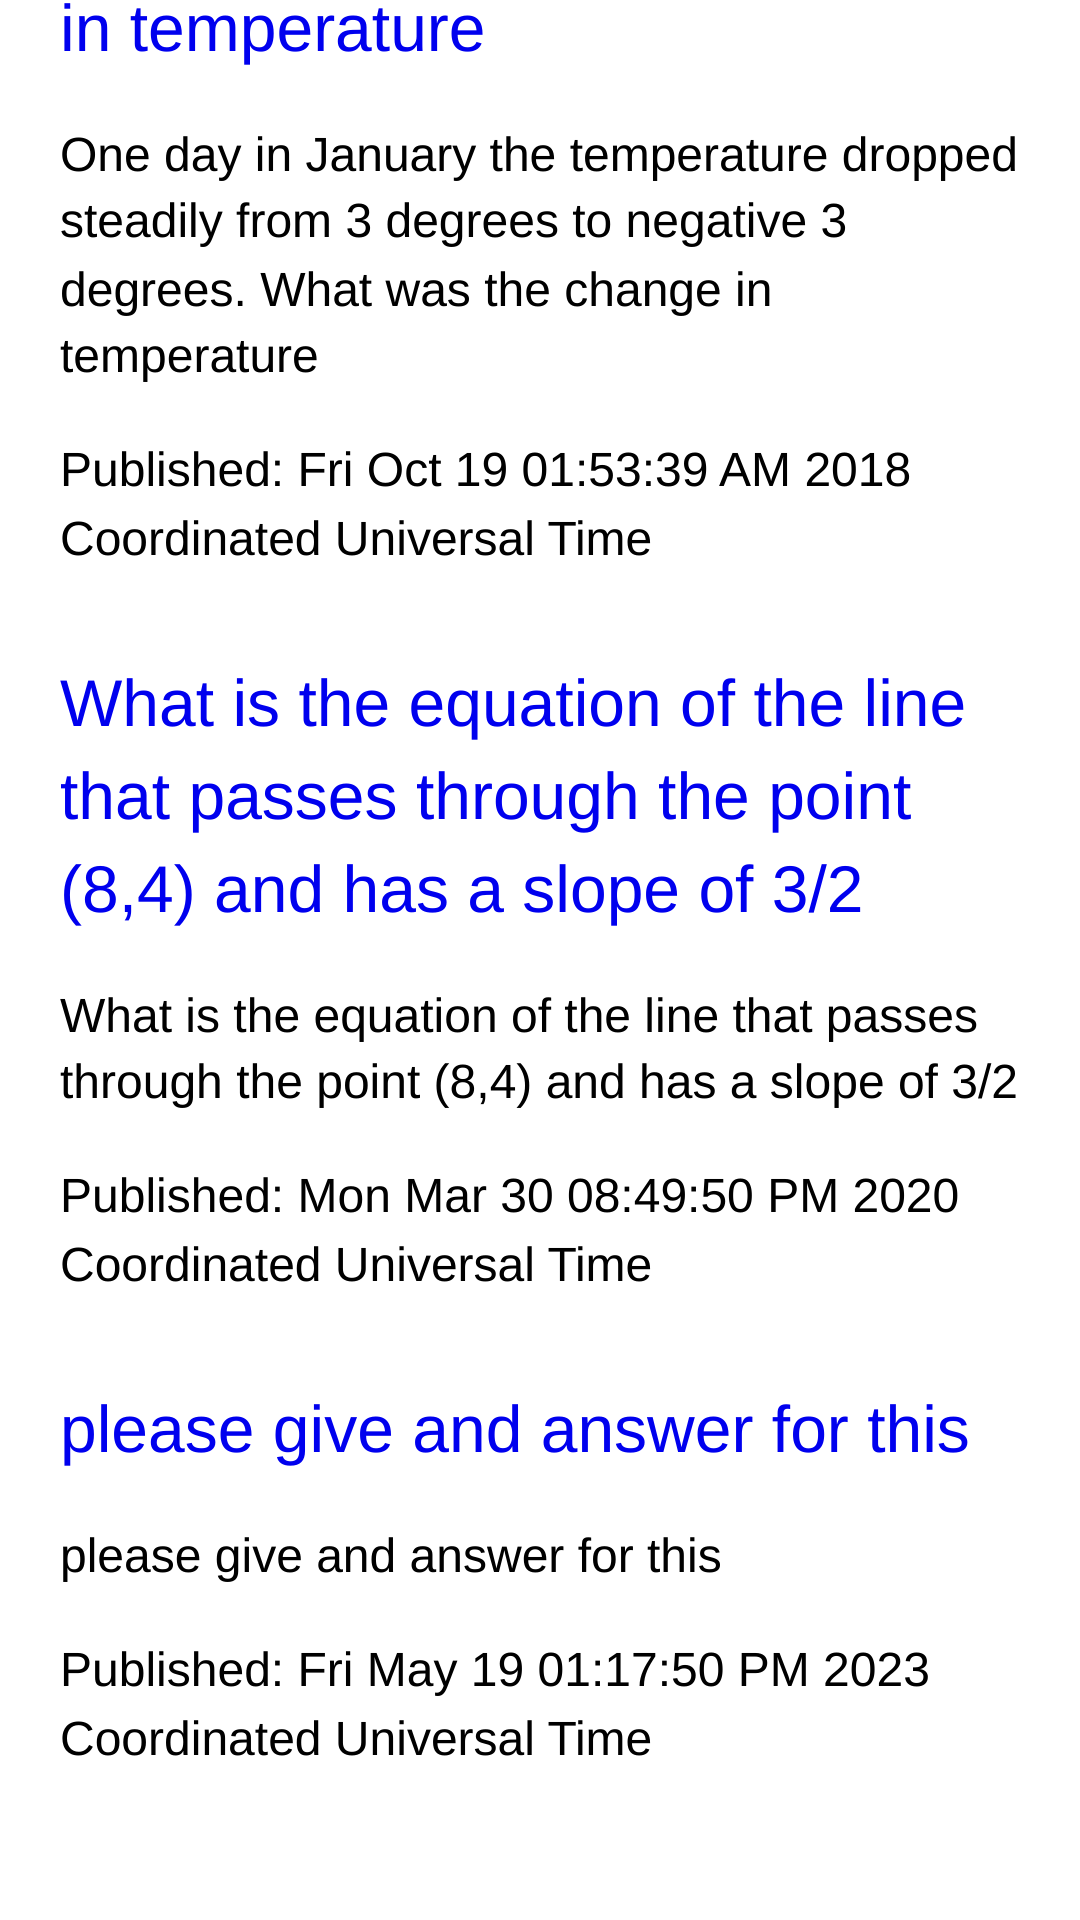 in temperature
One day in January the temperature dropped
steadily from 3 degrees to negative 3
degrees. What was the change in
temperature
Published: Fri Oct 19 01:53:39 AM 2018
Coordinated Universal Time
What is the equation of the line
that passes through the point
(8,4) and has a slope of 3/2
What is the equation of the line that passes
through the point (8,4) and has a slope of 3/2
Published: Mon Mar 30 08:49:50 PM 2020
Coordinated Universal Time
please give and answer for this
please give and answer for this
Published: Fri May 19 01:17:50 PM 2023
Coordinated Universal Time